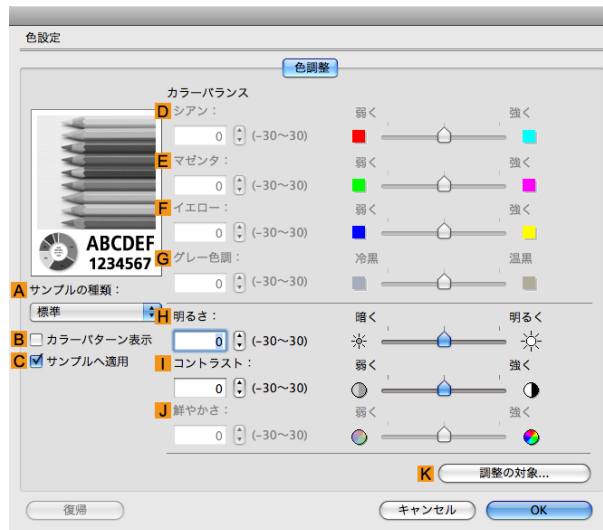 色設定
色調整
カラーバランス
D シアン： 弱く 強く
0 (-30～30)
E マゼンタ： 弱く 強く
0 (-30～30)
F イエロー： 弱く 強く
0 (-30～30)
G グレー色調： 冷黒 温黒
0 (-30～30)
ABCDEF
1234567
A サンプルの種類：
標準
B カラーパターン表示
C サンプルへ適用
H 明るさ： 暗く 明るく
0 (-30～30)
I コントラスト： 弱く 強く
0 (-30～30)
J 鮮やかさ： 弱く 強く
0 (-30～30)
K 調整の対象...
復帰 キャンセル OK